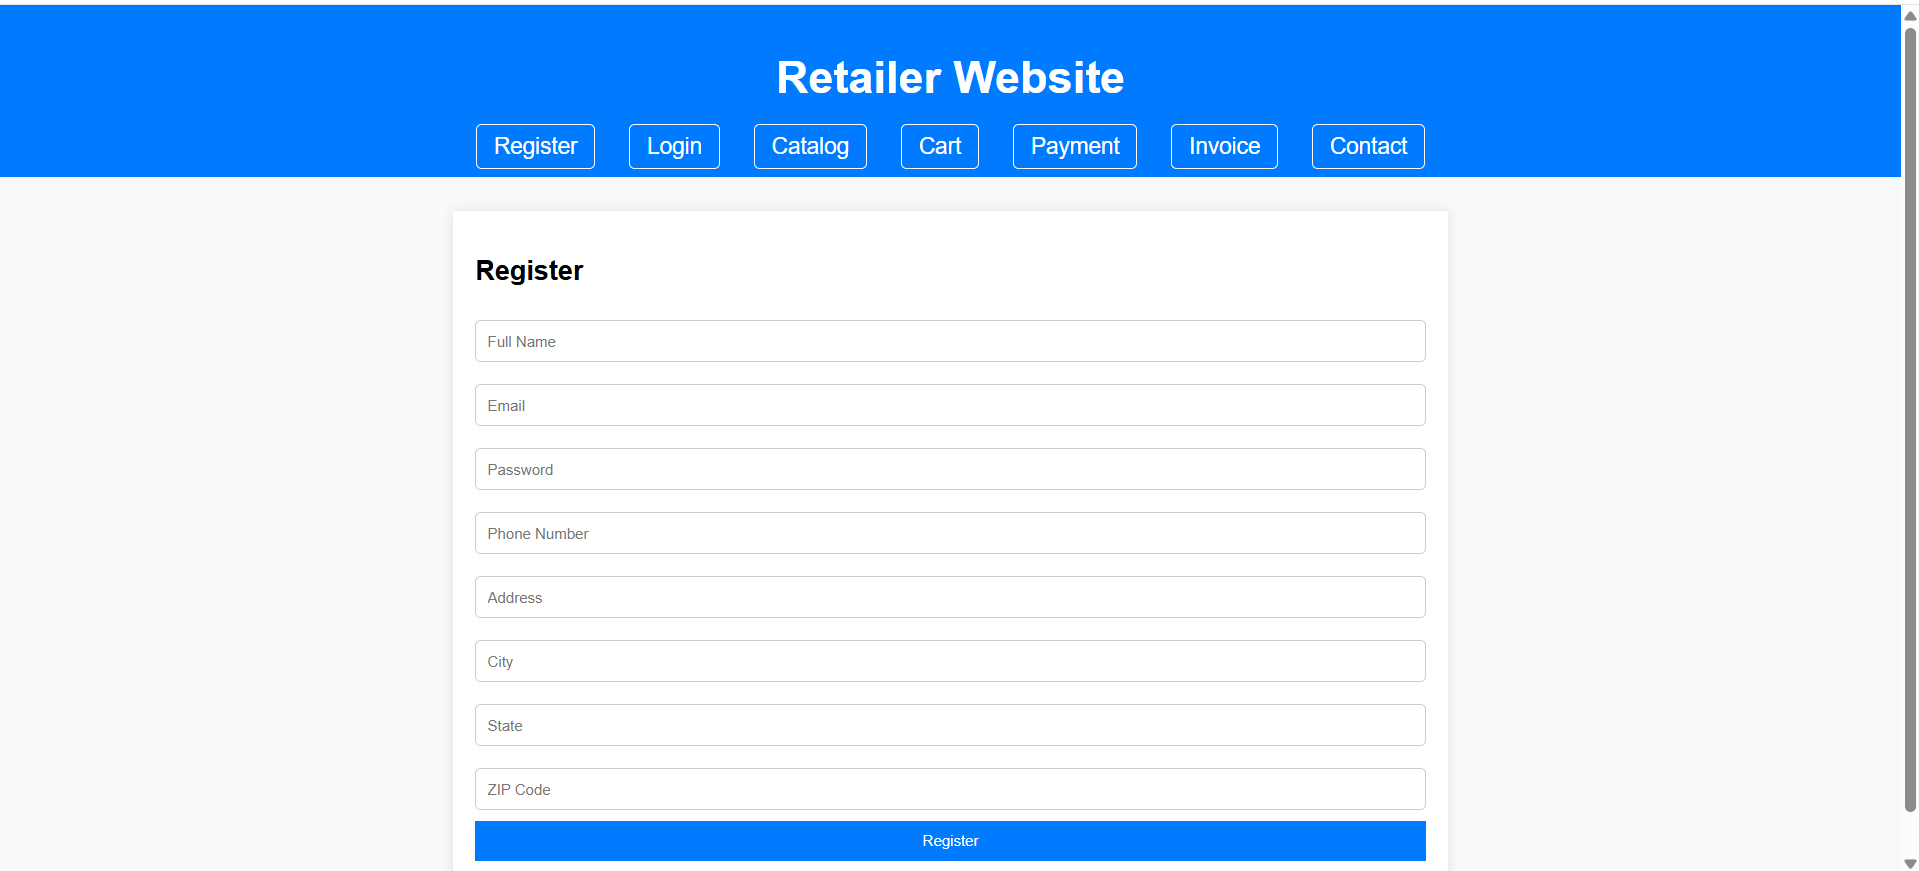 Retailer Website
Register Login Catalog Cart Payment Invoice Contact
Register
Full Name
Email
Password
Phone Number
Address
City
State
ZIP Code
Register